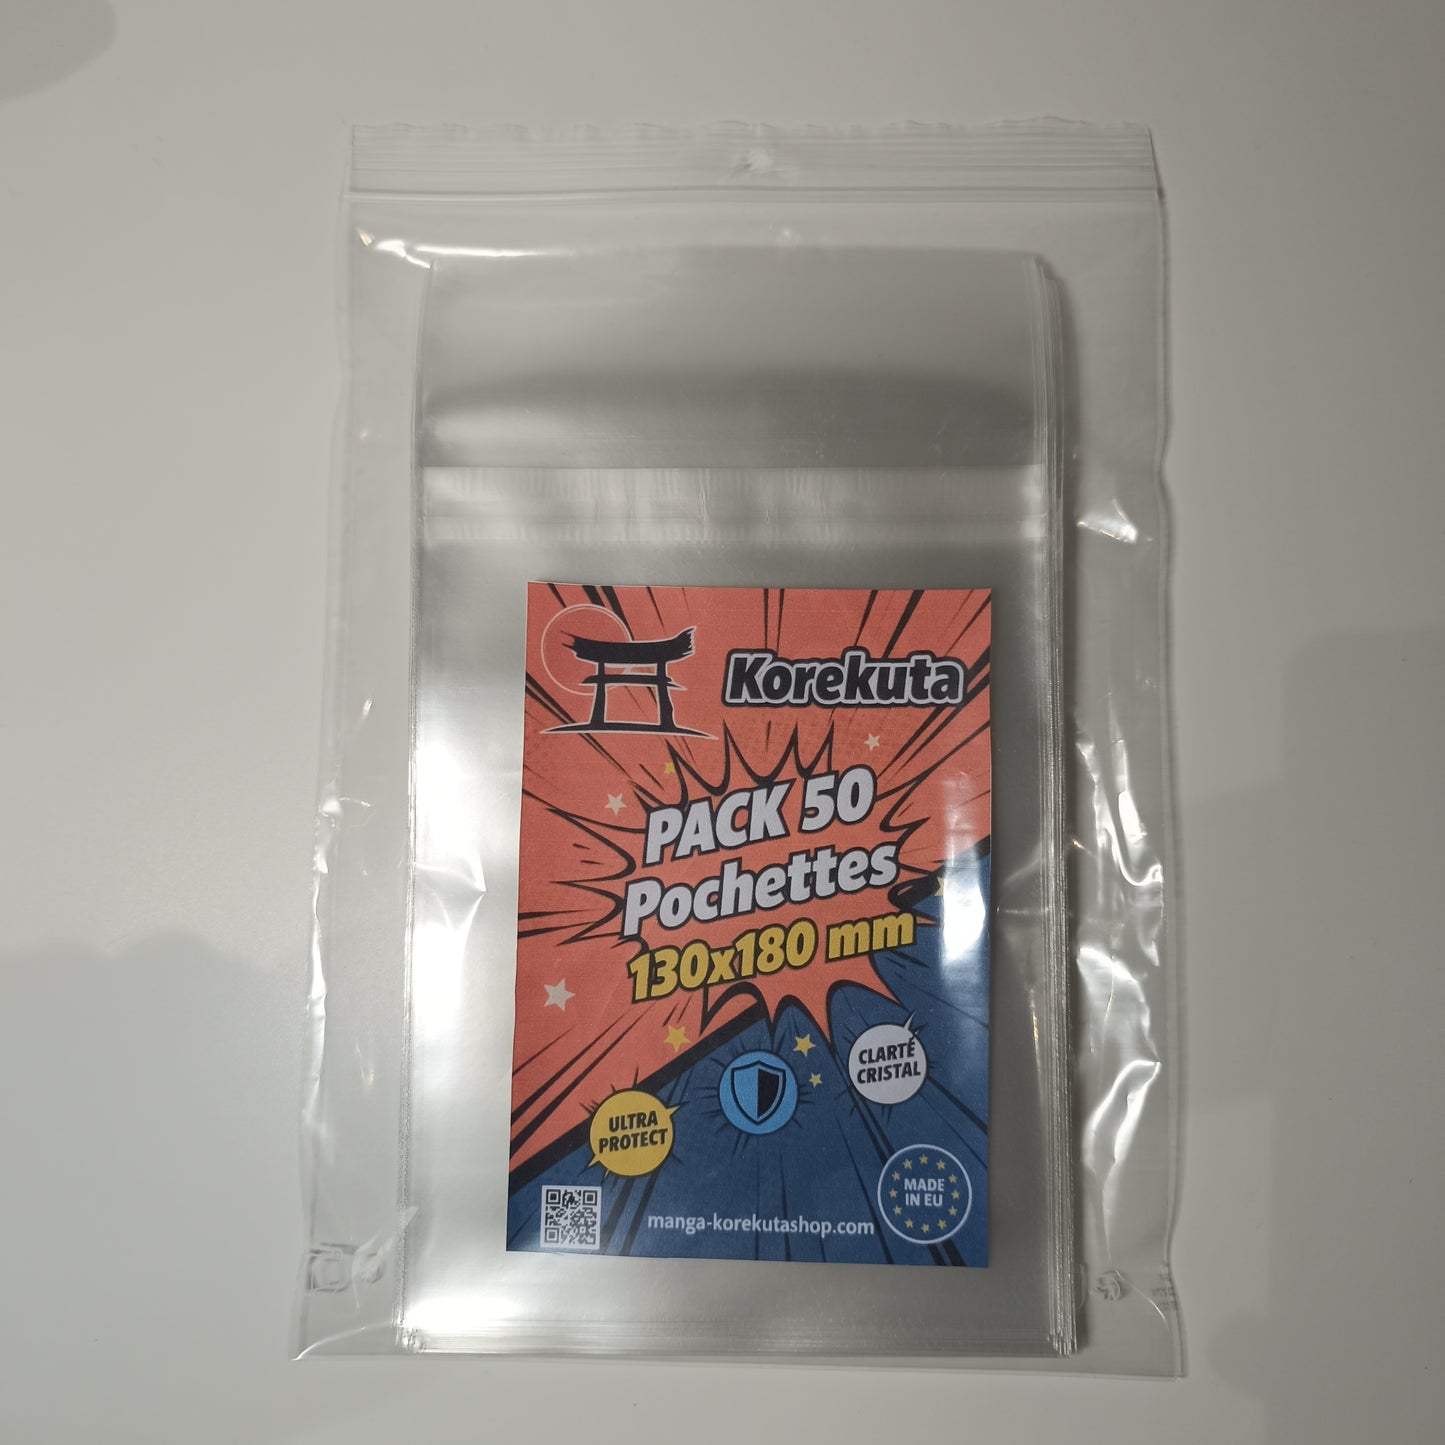 Korekuta
PACK 50
Pochettes
130x180 mm
CLARTÉ
CRISTAL
ULTRA
PROTECT
MADE
IN EU
manga-korekutashop.com